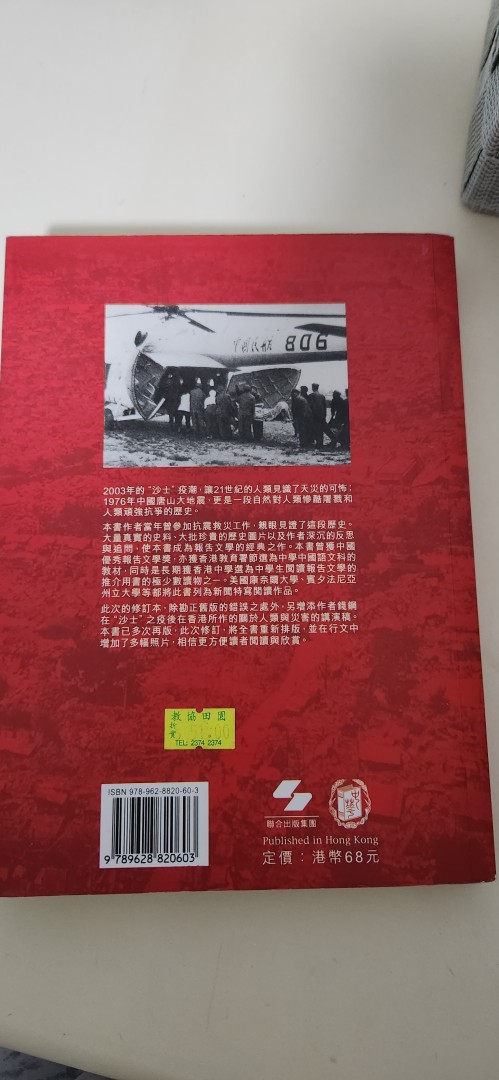 中國民航 806
2003年的“沙士”疫潮，讓21世紀的人類見識了天災的可怖；
1976年中國唐山大地震，更是一段自然對人類慘酷屠戮和
人類頑強抗爭的歷史。
本書作者當年曾參加抗震救災工作，親眼見證了這段歷史。
大量真實的史料、大批珍貴的歷史圖片以及作者深沉的反思
與追問，使本書成為報告文學的經典之作。本書曾獲中國
優秀報告文學獎，亦獲香港教育署節選為中學中國語文科的
教材，同時是長期獲香港中學選為中學生閱讀報告文學的
推介用書的極少數讀物之一。美國康奈爾大學、賓夕法尼亞
州立大學等都將此書列為新聞特寫閱讀作品。
此次的修訂本，除勘正舊版的錯誤之處外，另增添作者錢鋼
在“沙士”之疫後在香港所作的關於人類與災害的講演稿。
本書已多次再版，此次修訂，將全書重新排版，並在行文中
增加了多幅照片，相信更方便讀者閱讀與欣賞。
教協田園
折實
TEL: 2374 2374
ISBN 978-962-8820-60-3
9 789628 820603
聯合出版集團
Published in Hong Kong
定價：港幣68元